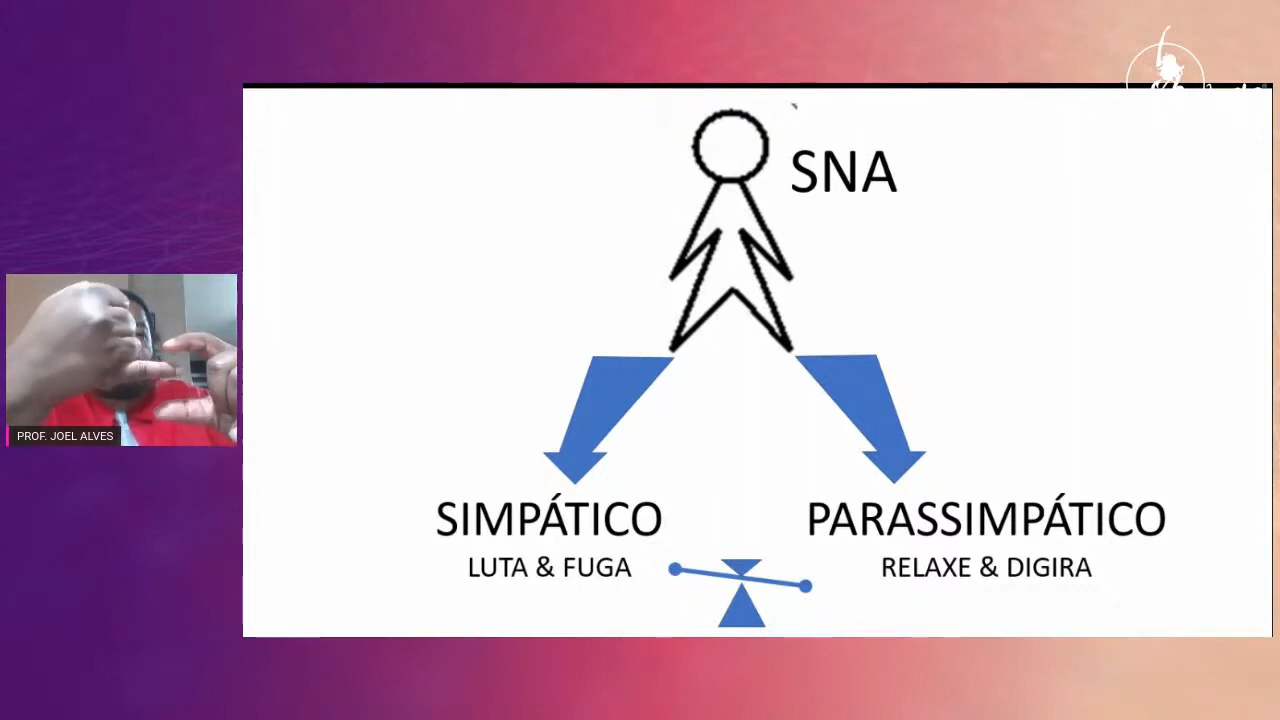 SNA
PROF. JOEL ALVES
SIMPÁTICO
PARASSIMPÁTICO
LUTA & FUGA
RELAXE & DIGIRA